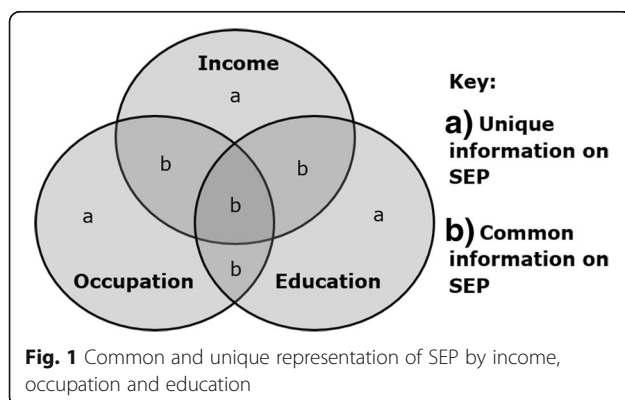 Income
a
Key:
a) Unique
information on
SEP
b
b
b
a
a
b) Common
information on
SEP
b
Occupation
Education
Fig. 1 Common and unique representation of SEP by income,
occupation and education